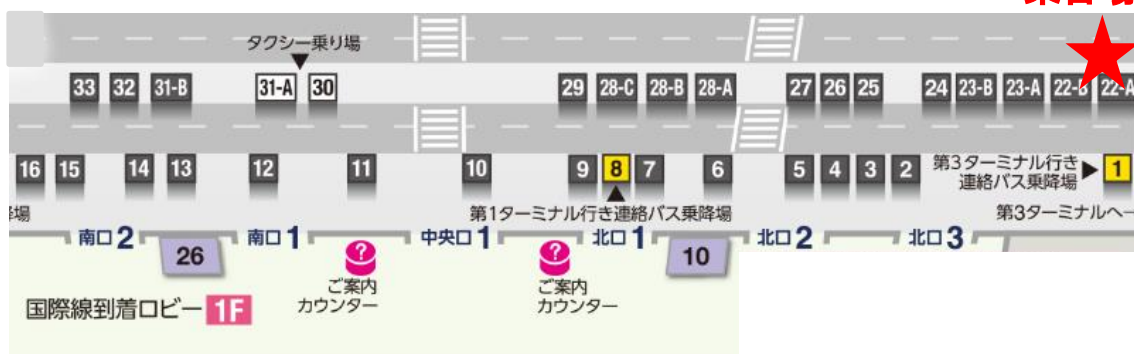 タクシー乗り場
33 32 31-B 31-A 30 29 28-C 28-B 28-A 27 26 25 24 23-B 23-A 22-B 22-A
16 15 14 13 12 11 10 9 8 7 6 5 4 3 2 第3ターミナル行き
連絡バス乗降場 1
第1ターミナル行き連絡バス乗降場
第3ターミナルへ
南口2 南口1 中央口1 北口1 北口2 北口3
26 ? ? 10
ご案内
カウンター
ご案内
カウンター
国際線到着ロビー 1F